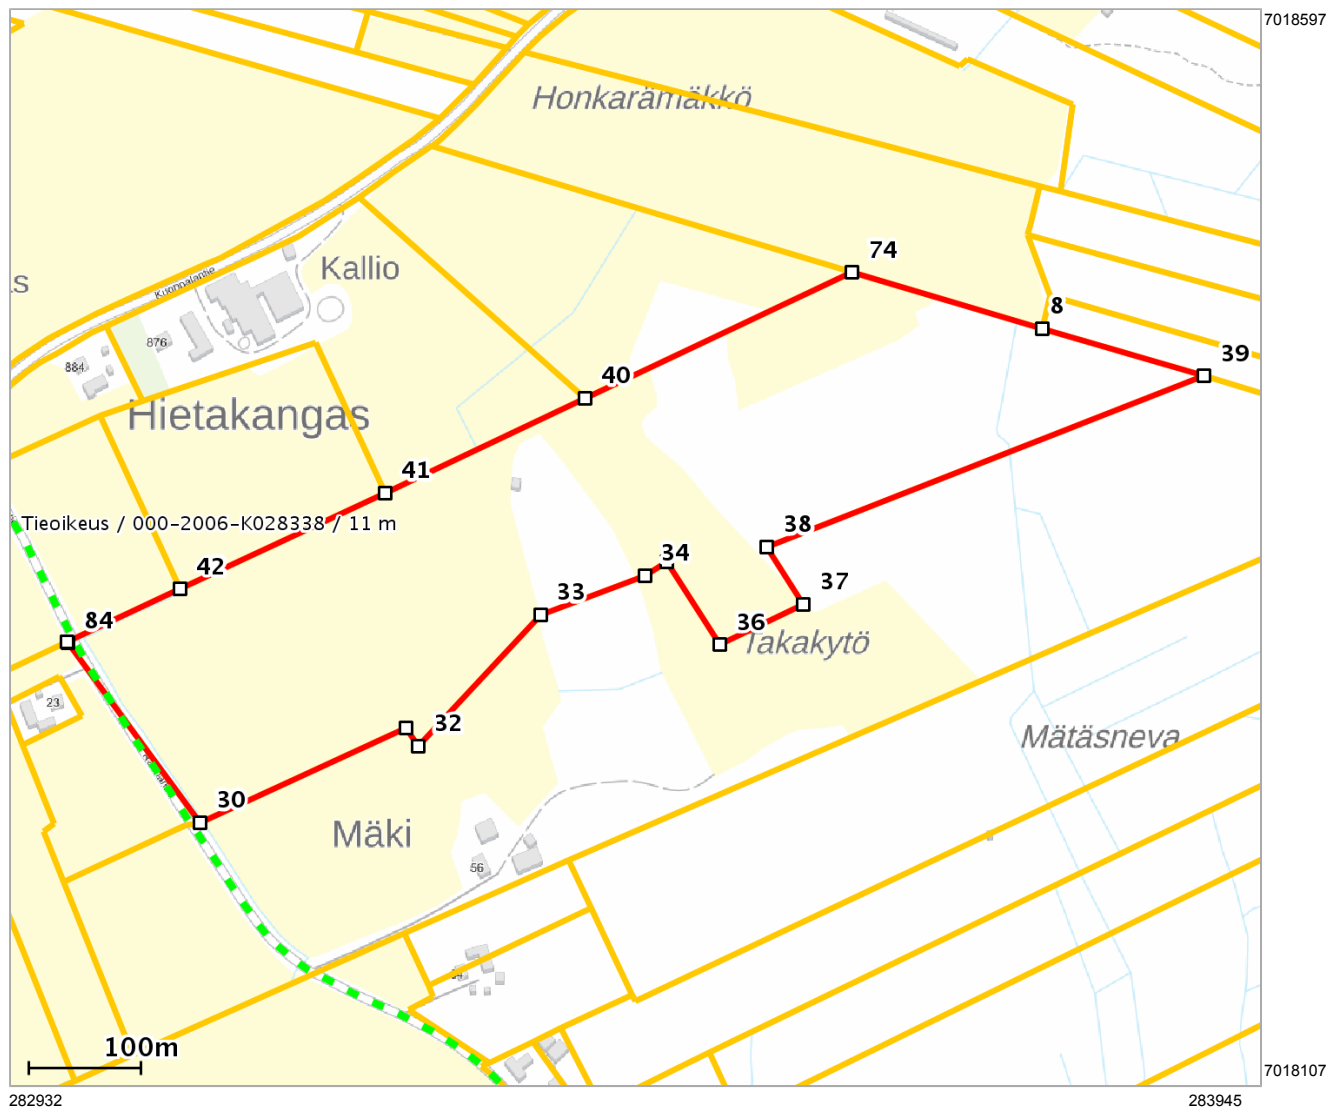 7018597
Honkarämäkkö
74
Kallio
as
Kuoppalantie
8
876
39
884
40
Hietakangas
41
Tieoikeus / 000-2006-K028338 / 11 m
38
34
42
37
33
84
36
Takakytö
23
32
Mätäsneva
30
Mäki
56
100m
7018107
282932
283945